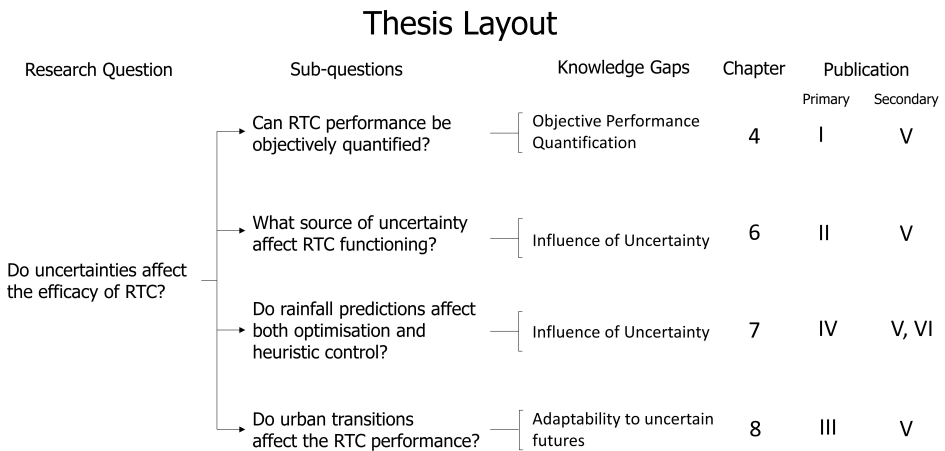 Thesis Layout
Research Question
Sub-questions
Knowledge Gaps
Chapter
Publication
Primary
Secondary
Can RTC performance be
objectively quantified?
Objective Performance
Quantification
4
I
V
What source of uncertainty
affect RTC functioning?
Influence of Uncertainty
6
II
V
Do uncertainties affect
the efficacy of RTC?
Do rainfall predictions affect
both optimisation and
heuristic control?
Influence of Uncertainty
7
IV
V, VI
Do urban transitions
affect the RTC performance?
Adaptability to uncertain
futures
8
III
V